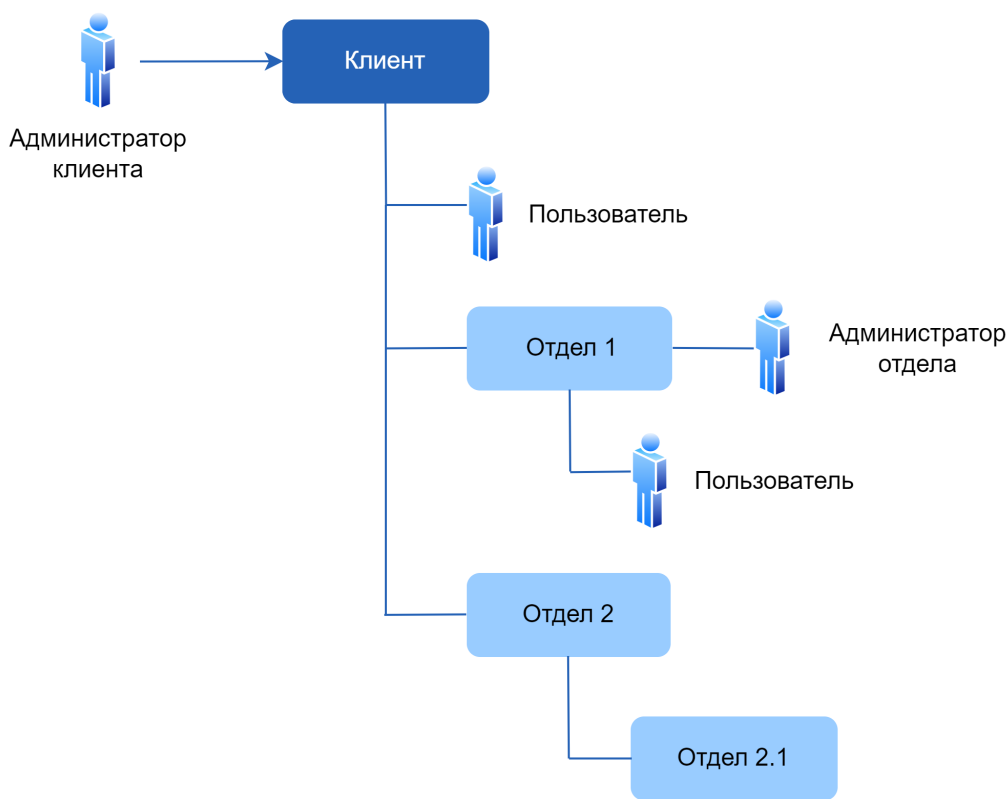 Клиент
Администратор
клиента
Пользователь
Отдел 1
Администратор
отдела
Пользователь
Отдел 2
Отдел 2.1